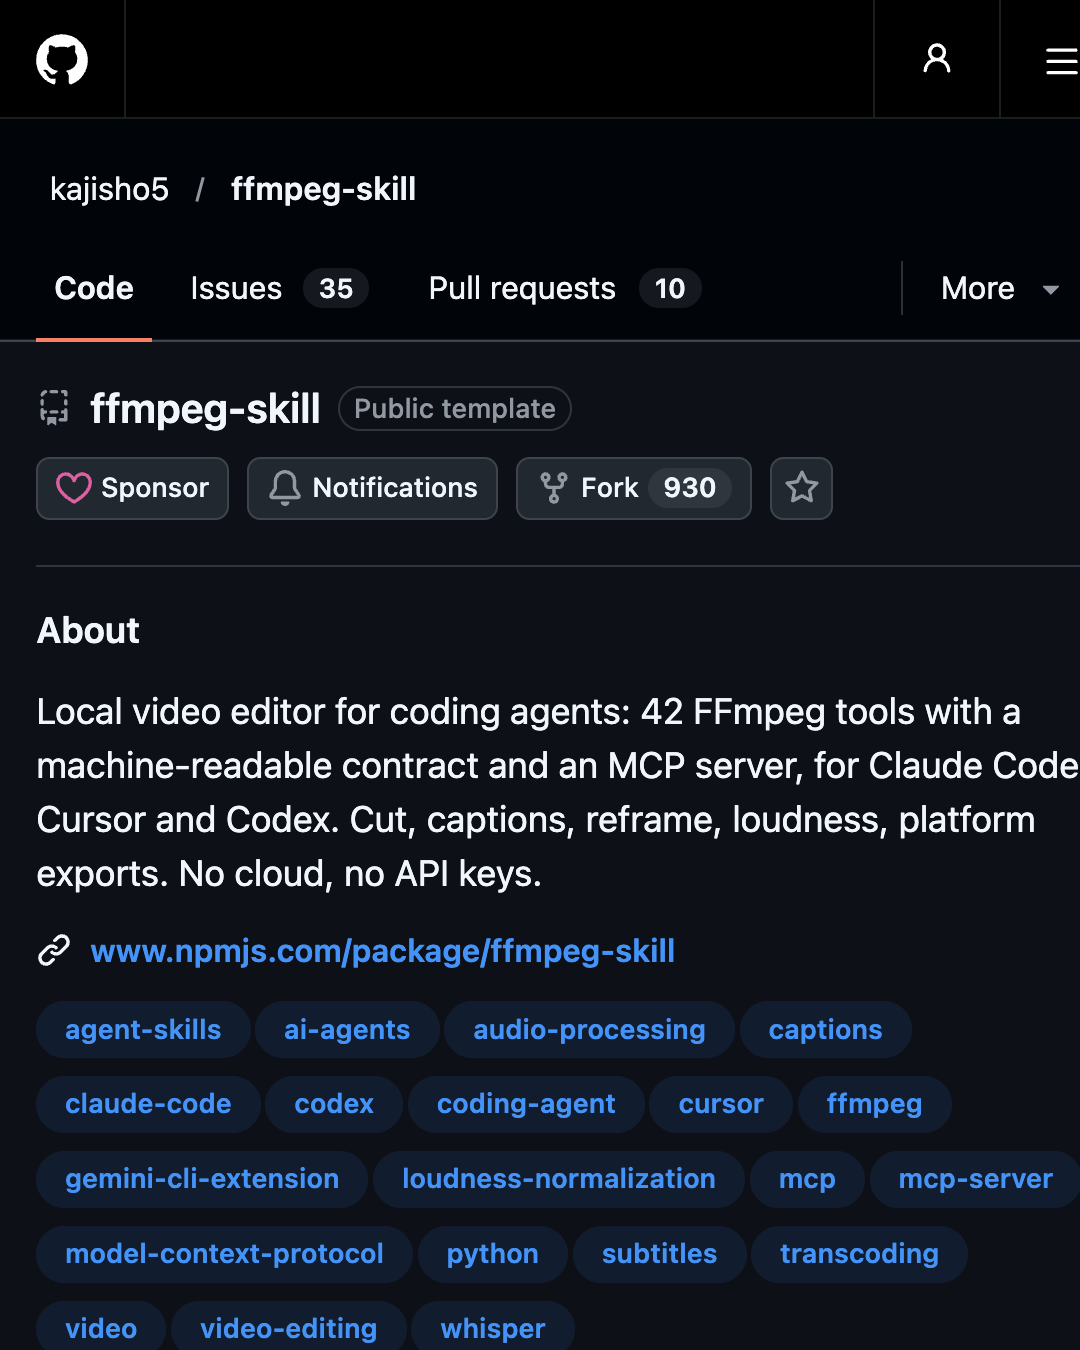 kajisho5 / ffmpeg-skill
Code Issues 35 Pull requests 10 More
ffmpeg-skill Public template
Sponsor Notifications Fork 930
About
Local video editor for coding agents: 42 FFmpeg tools with a
machine-readable contract and an MCP server, for Claude Code
Cursor and Codex. Cut, captions, reframe, loudness, platform
exports. No cloud, no API keys.
www.npmjs.com/package/ffmpeg-skill
agent-skills ai-agents audio-processing captions
claude-code codex coding-agent cursor ffmpeg
gemini-cli-extension loudness-normalization mcp mcp-server
model-context-protocol python subtitles transcoding
video video-editing whisper